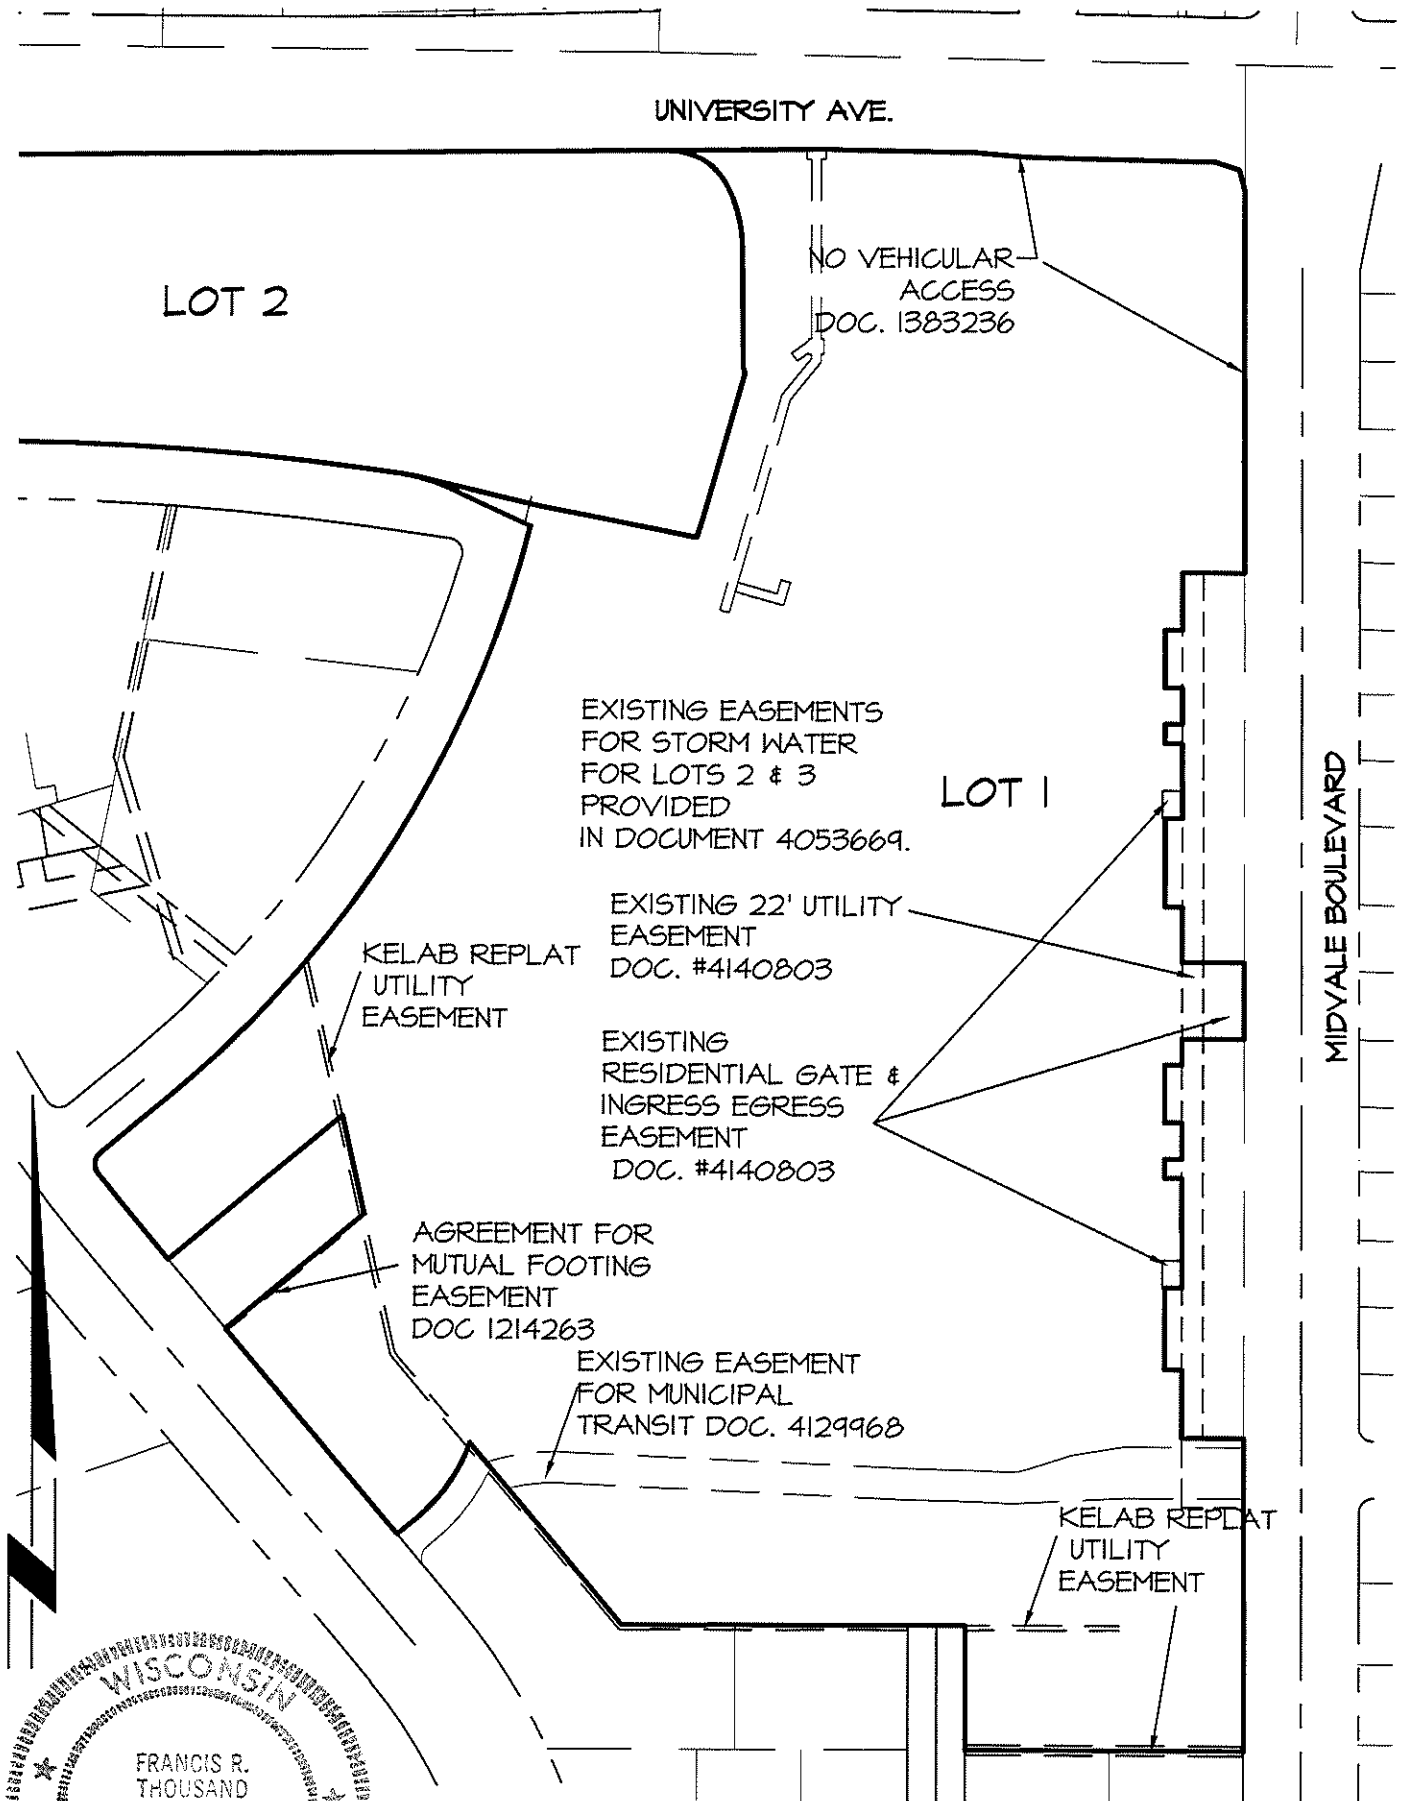 UNIVERSITY AVE.
NO VEHICULAR
ACCESS
DOC. 1383236
LOT 2
EXISTING EASEMENTS
FOR STORM WATER
FOR LOTS 2 & 3
PROVIDED
IN DOCUMENT 4053669.
LOT 1
MIDVALE BOULEVARD
EXISTING 22' UTILITY
EASEMENT
DOC. #4140803
KELAB REPLAT
UTILITY
EASEMENT
EXISTING
RESIDENTIAL GATE &
INGRESS EGRESS
EASEMENT
DOC. #4140803
AGREEMENT FOR
MUTUAL FOOTING
EASEMENT
DOC 1214263
EXISTING EASEMENT
FOR MUNICIPAL
TRANSIT DOC. 4129968
KELAB REPLAT
UTILITY
EASEMENT
WISCONSIN
FRANCIS R.
THOUSAND